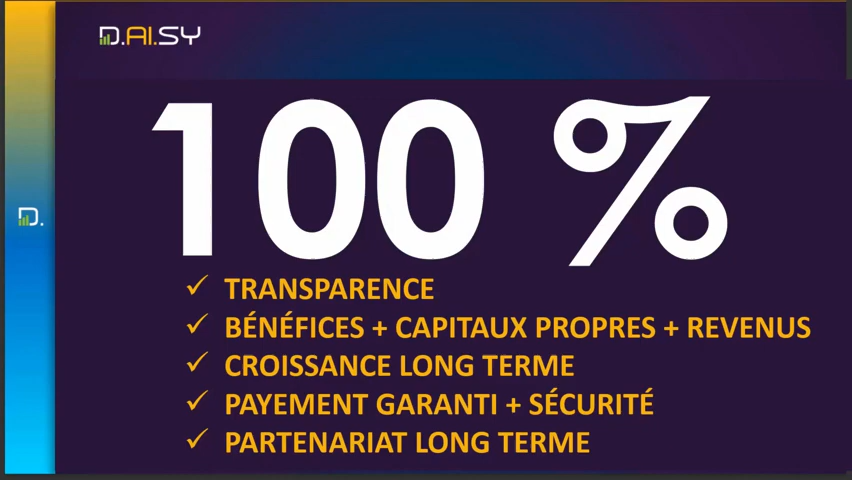 D.AI.SY
100 %
D.
✓ TRANSPARENCE
✓ BÉNÉFICES + CAPITAUX PROPRES + REVENUS
✓ CROISSANCE LONG TERME
✓ PAYEMENT GARANTI + SÉCURITÉ
✓ PARTENARIAT LONG TERME